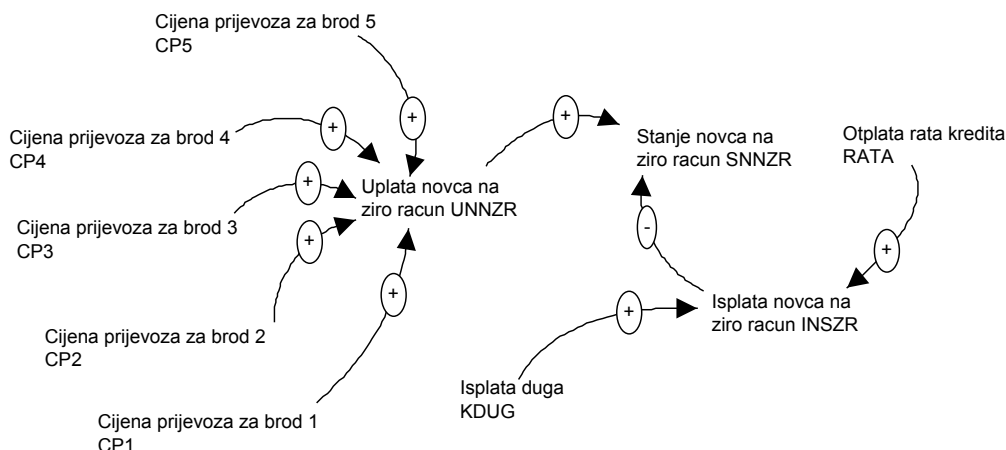 Cijena prijevoza za brod 5
CP5
+
+
+
Cijena prijevoza za brod 4
CP4
Stanje novca na
ziro racun SNNZR
Otplata rata kredita
RATA
+
Uplata novca na
ziro racun UNNZR
Cijena prijevoza za brod 3
CP3
+
-
+
+
Isplata novca na
ziro racun INSZR
+
Cijena prijevoza za brod 2
CP2
Isplata duga
KDUG
Cijena prijevoza za brod 1
CP1